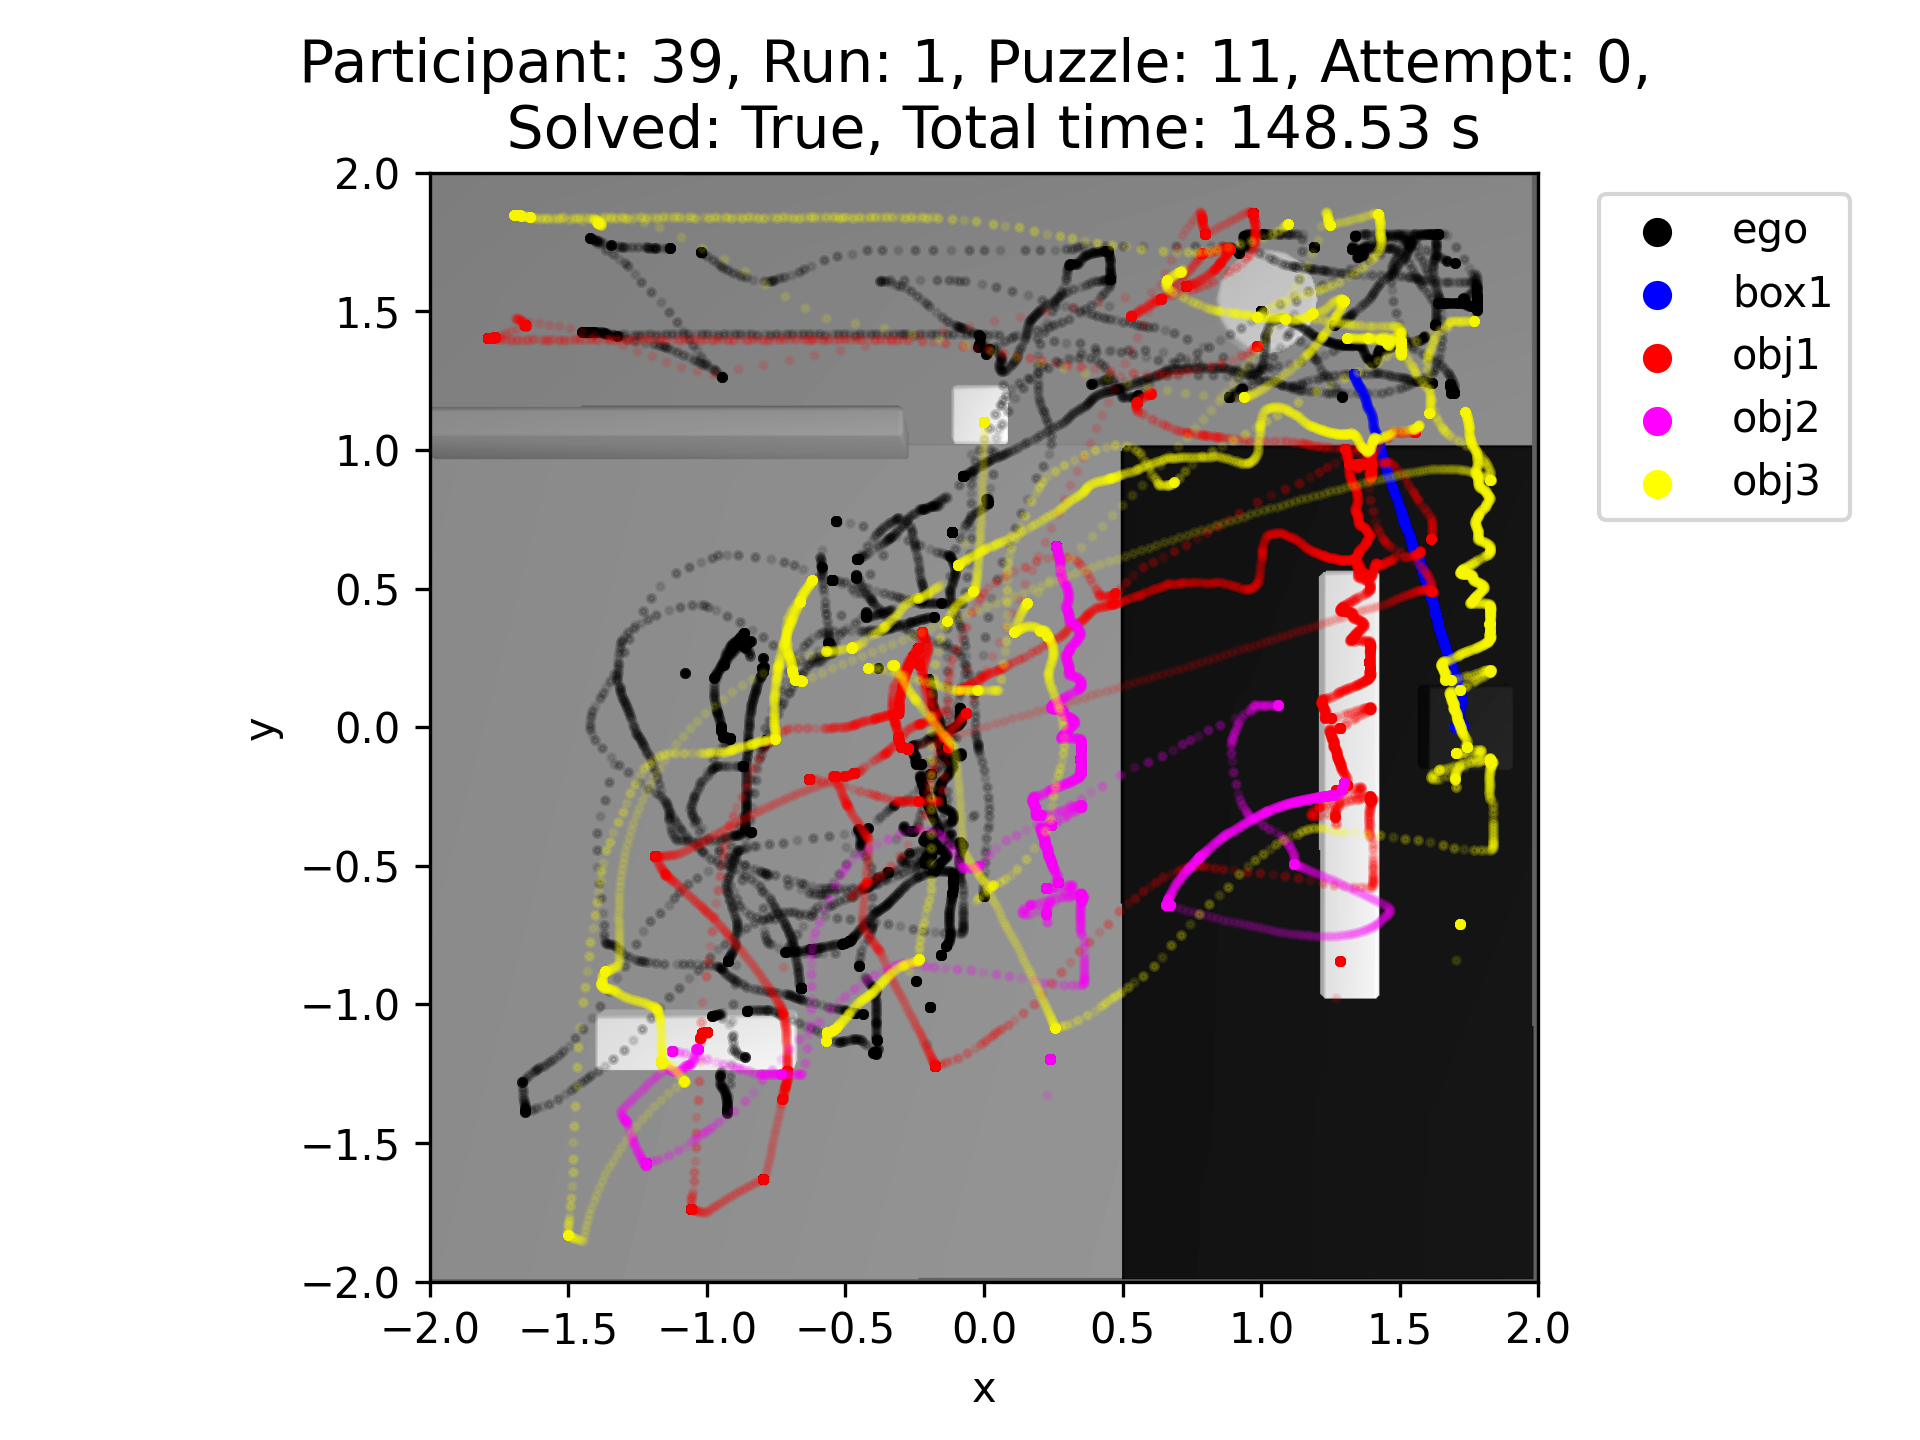 Participant: 39, Run: 1, Puzzle: 11, Attempt: 0,
Solved: True, Total time: 148.53 s
2.0
1.5
1.0
0.5
0.0
−0.5
−1.0
−1.5
−2.0
y
−2.0 −1.5 −1.0 −0.5 0.0 0.5 1.0 1.5 2.0
x
ego
box1
obj1
obj2
obj3